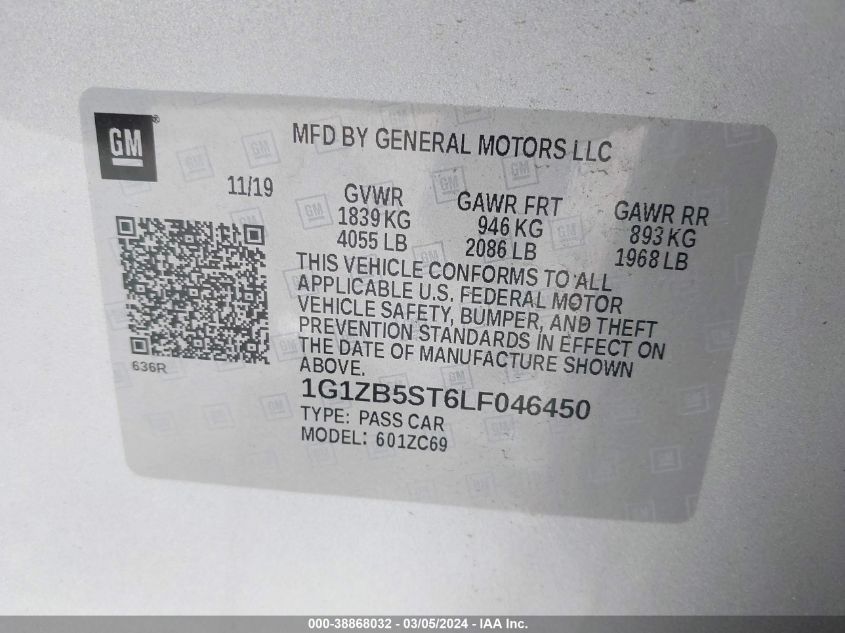 GM
®
MFD BY GENERAL MOTORS LLC
11/19
GVWR
1839 KG
4055 LB
GAWR FRT
946 KG
2086 LB
GAWR RR
893 KG
1968 LB
THIS VEHICLE CONFORMS TO ALL
APPLICABLE U.S. FEDERAL MOTOR
VEHICLE SAFETY, BUMPER, AND THEFT
PREVENTION STANDARDS IN EFFECT ON
THE DATE OF MANUFACTURE SHOWN
ABOVE.
636R
1G1ZB5ST6LF046450
TYPE: PASS CAR
MODEL: 601ZC69
000-38868032 - 03/05/2024 - IAA Inc.